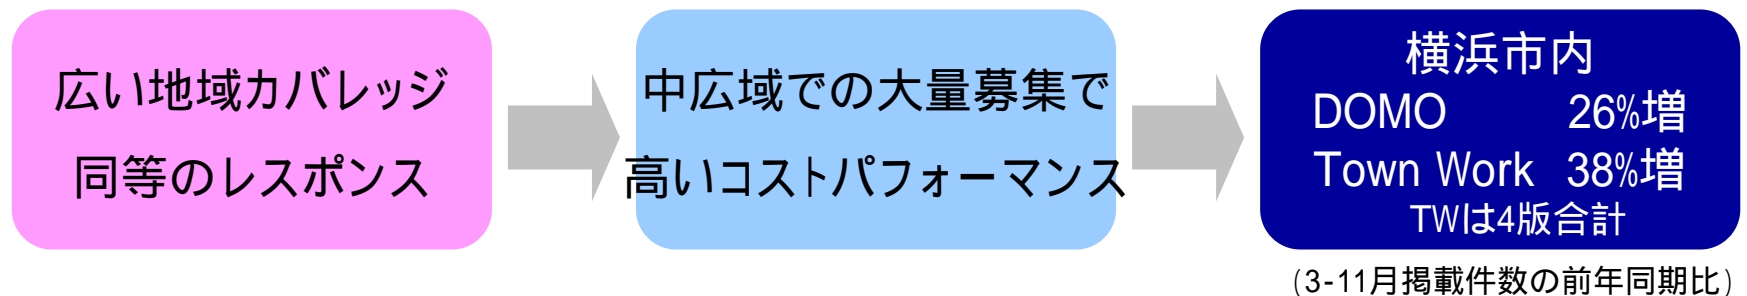 広い地域カバレッジ
同等のレスポンス
中広域での大量募集で
高いコストパフォーマンス
横浜市内
DOMO 26%増
Town Work 38%増
TWは4版合計
(3-11月掲載件数の前年同期比)